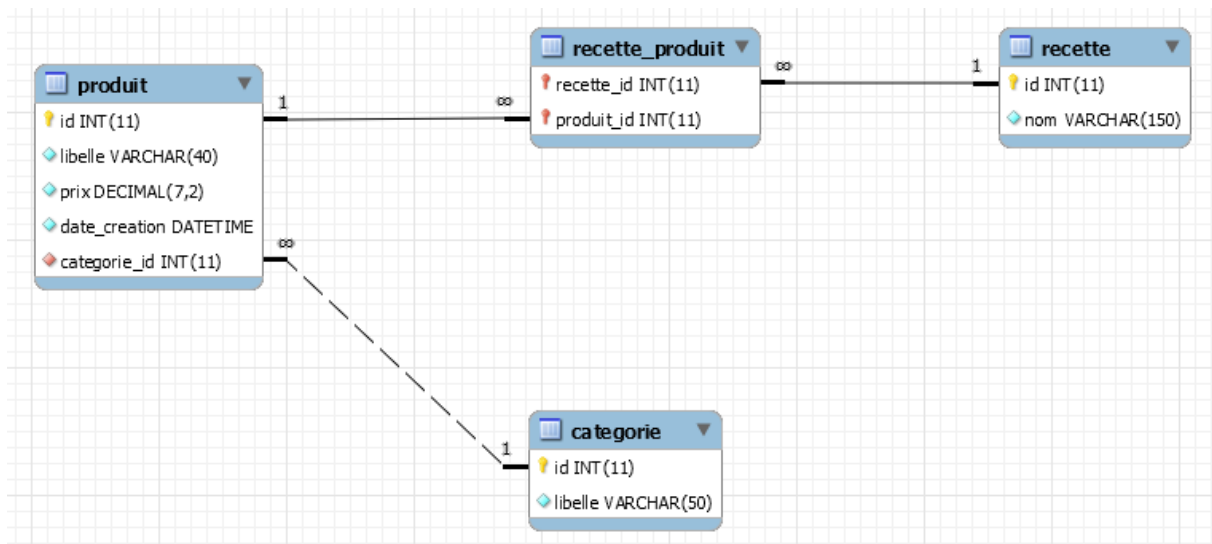 produit
id INT(11)
libelle VARCHAR(40)
prix DECIMAL(7,2)
date_creation DATETIME
categorie_id INT(11)
1
∞
∞
recette_produit
recette_id INT(11)
produit_id INT(11)
∞
1
recette
id INT(11)
nom VARCHAR(150)
1
categorie
id INT(11)
libelle VARCHAR(50)